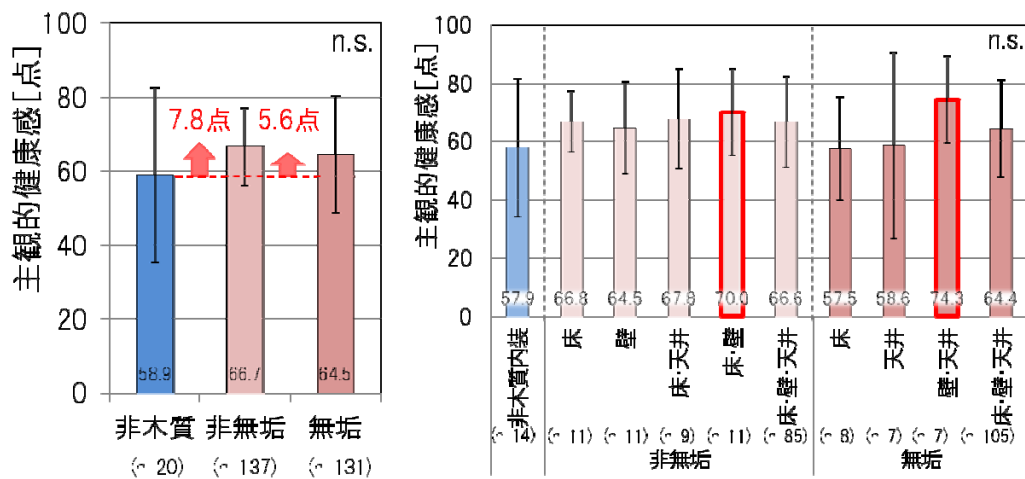 主観的健康感[点]
100
80
60
40
20
0
n.s.
7.8点
5.6点
58.9
66.7
64.5
非木質
非無垢
無垢
20)
137)
131)
主観的健康感[点]
100
80
60
40
20
0
n.s.
57.9
66.8
64.5
67.8
70.0
66.6
57.5
58.6
74.3
64.4
非木質内装
床
壁
床・天井
床・壁
床・壁・天井
床
天井
壁・天井
床・壁・天井
14)
11)
11)
9)
11)
85)
8)
7)
7)
105)
非無垢
無垢